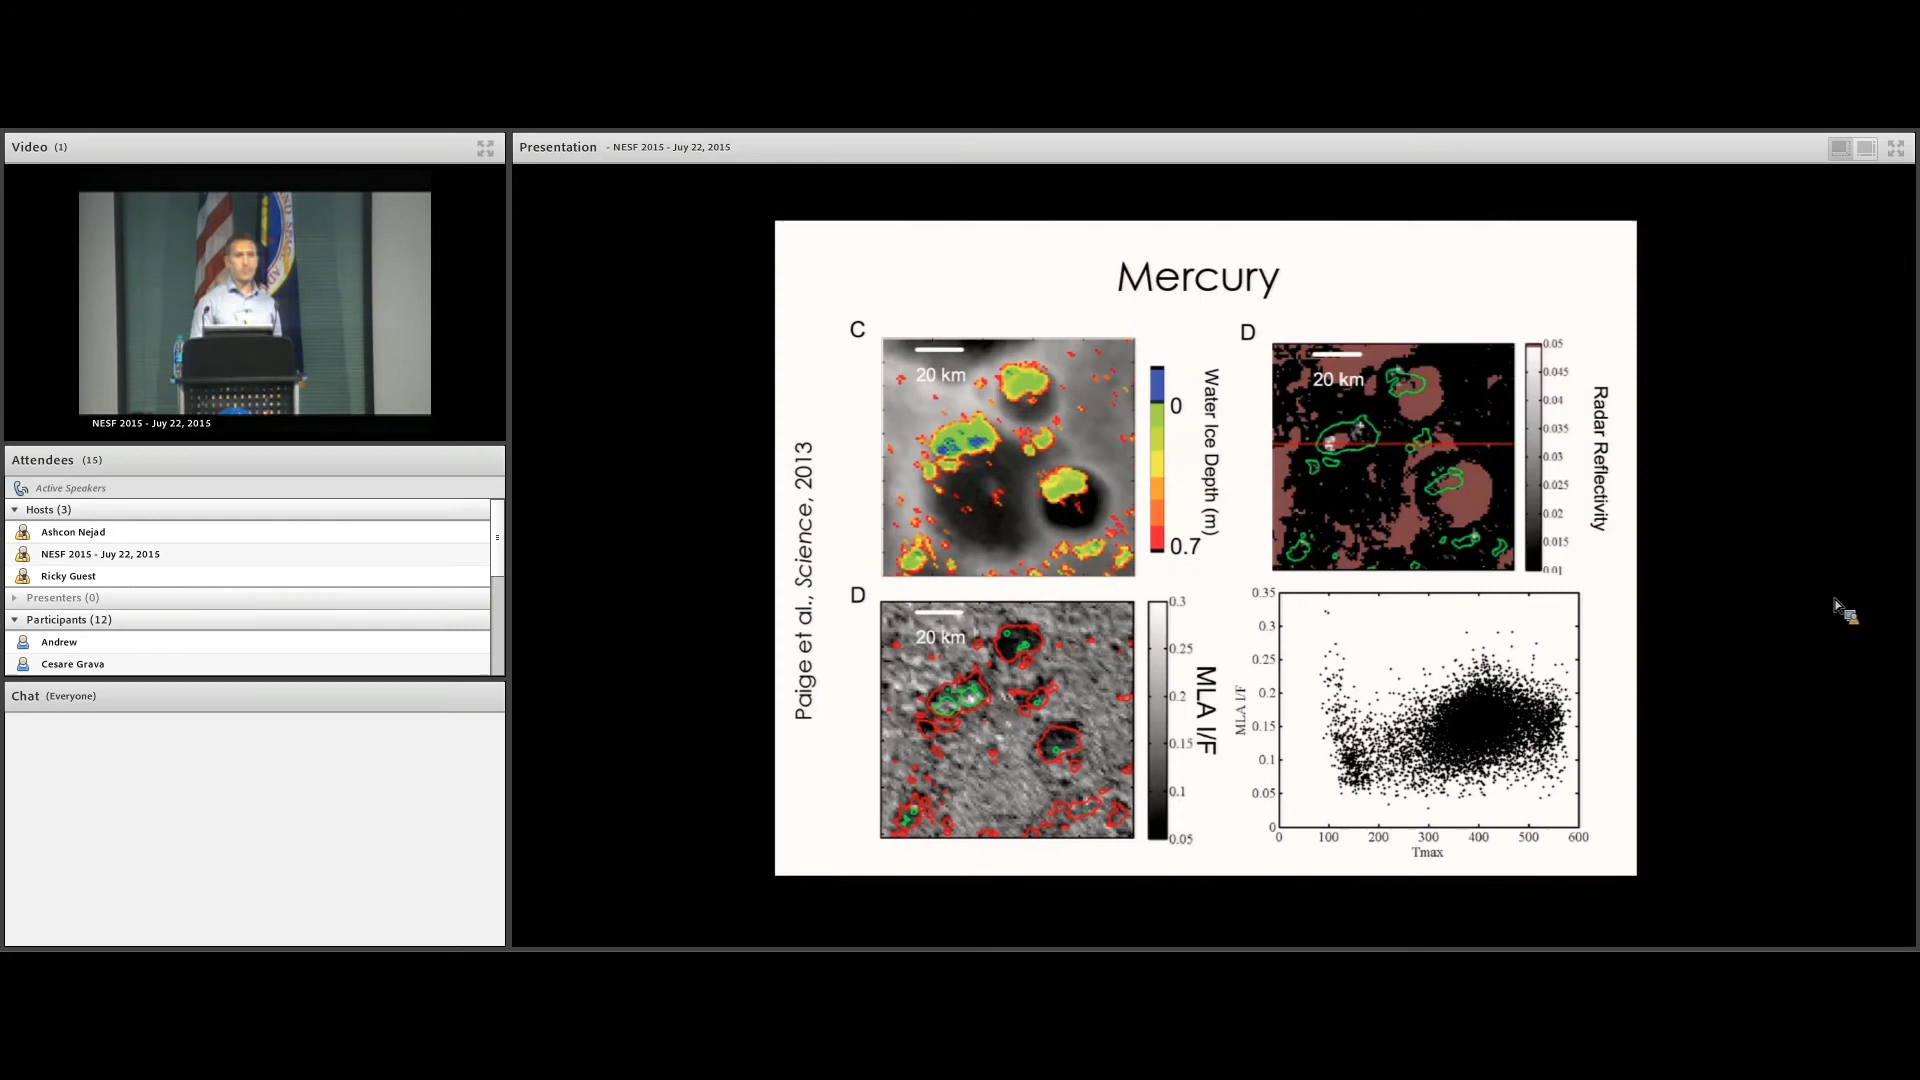 Video (1)
NESF 2015 - Juy 22, 2015
Attendees (15)
Active Speakers
Hosts (3)
Ashcon Nejad
NESF 2015 - Juy 22, 2015
Ricky Guest
Presenters (0)
Participants (12)
Andrew
Cesare Grava
Chat (Everyone)
Presentation - NESF 2015 - Juy 22, 2015
Mercury
Paige et al., Science, 2013
C
20 km
0
0.7
Water Ice Depth (m)
D
20 km
0.05
0.045
0.04
0.035
0.03
0.025
0.02
0.015
0.01
Radar Reflectivity
D
20 km
0.3
0.25
0.2
0.15
0.1
0.05
MLA I/F
0.35
0.3
0.25
0.2
0.15
0.1
0.05
0
MLA I/F
0 100 200 300 400 500 600
Tmax